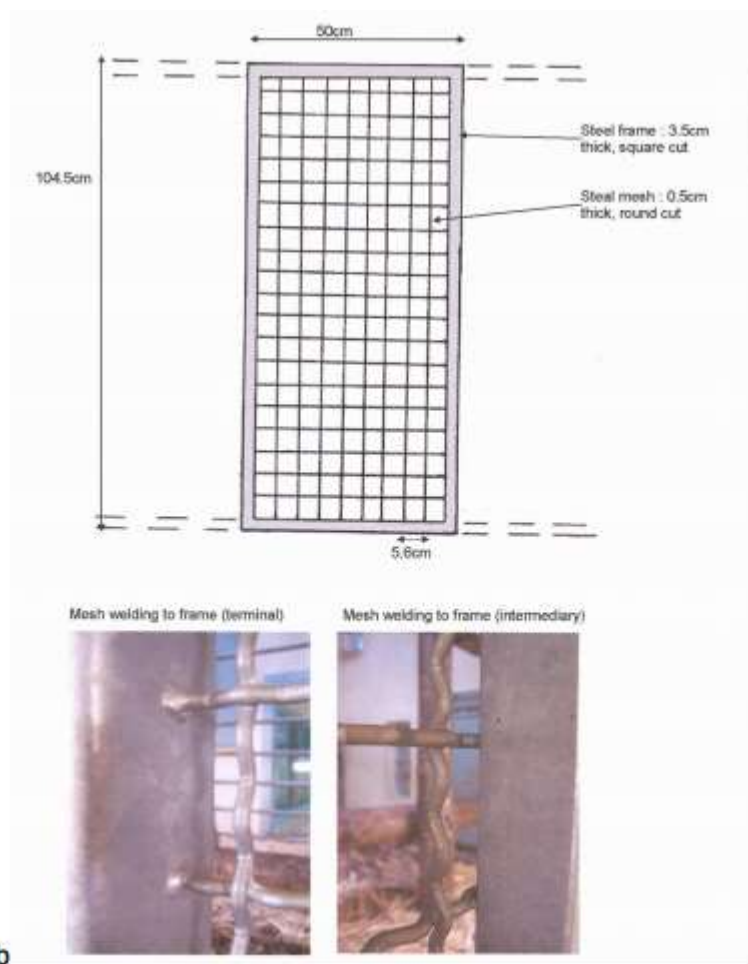 50cm
Steel frame : 3.5cm
thick, square cut
104.5cm
Steal mesh : 0.5cm
thick, round cut
5.6cm
Mesh welding to frame (terminal)
Mesh welding to frame (intermediary)
b